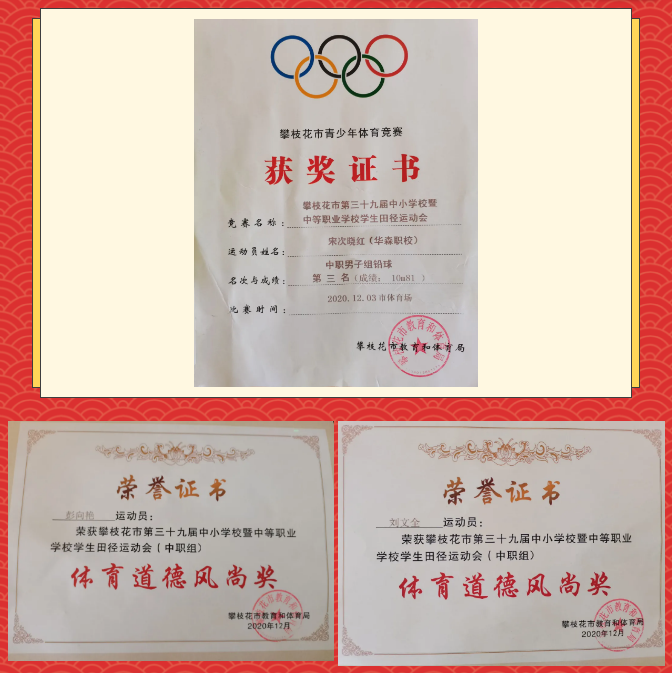 攀枝花市青少年体育竞赛
获奖证书
攀枝花市第三十九届中小学校暨
竞赛名称：中等职业学校学生田径运动会
运动员姓名：宋次晓红（华森职校）
中职男子组铅球
名次与成绩：第三名（成绩： 10m81 ）
比赛时间：2020.12.03市体育场
攀枝花市教育和体育局
荣誉证书
彭向艳 运动员：
荣获攀枝花市第三十九届中小学校暨中等职业
学校学生田径运动会（中职组）
体育道德风尚奖
攀枝花市教育和体育局
2020年12月
荣誉证书
刘文全 运动员：
荣获攀枝花市第三十九届中小学校暨中等职业
学校学生田径运动会（中职组）
体育道德风尚奖
攀枝花市教育和体育局
2020年12月